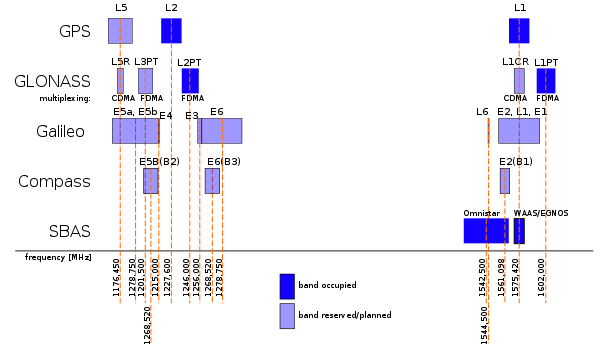 L5 L2 L1
GPS
L5R L3PT L2PT L1CR L1PT
GLONASS
multiplexing: CDMA FDMA FDMA CDMA FDMA
E5a, E5b E4 E3 E6 L6 E2, L1, E1
Galileo
E5B(B2) E6(B3) E2(B1)
Compass
Omnistar WAAS/EGNOS
SBAS
frequency [MHz]
1176,450 1278,750 1201,500 1215,000 1227,600 1246,000 1256,000 1268,520 1278,750 1542,500 1561,098 1575,420 1602,000
1268,520 1544,500
band occupied
band reserved/planned